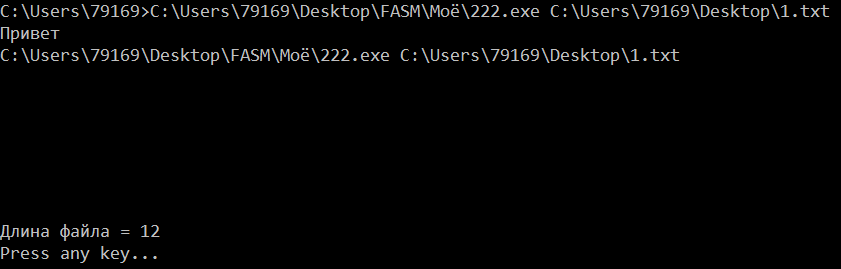 C:\Users\79169>C:\Users\79169\Desktop\FASM\Моё\222.exe C:\Users\79169\Desktop\1.txt
Привет
C:\Users\79169\Desktop\FASM\Моё\222.exe C:\Users\79169\Desktop\1.txt
Длина файла = 12
Press any key...